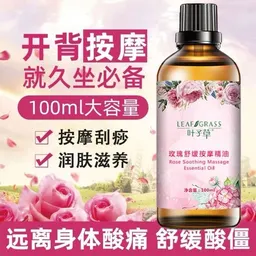 开背按摩
就久坐必备
100ml大容量
✓按摩刮痧
✓润肤滋养
LEAF GRASS
叶子草
玫瑰舒缓按摩精油
Rose Soothing Massage
Essential Oil
净含量:100ml
远离身体酸痛 舒缓酸僵